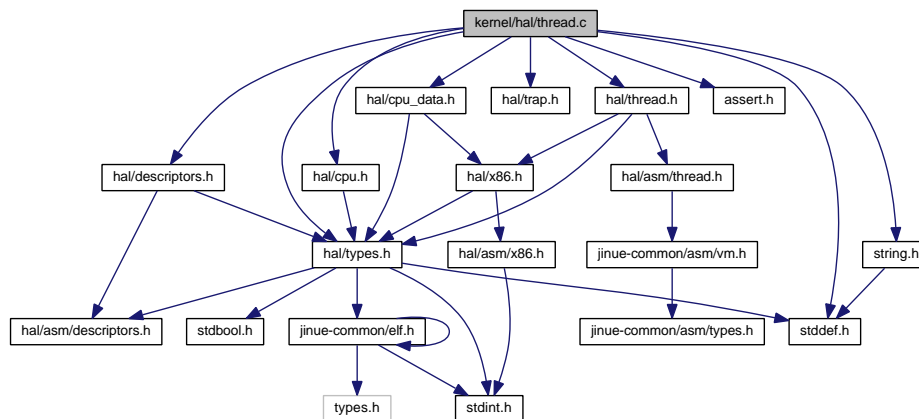 kernel/hal/thread.c
hal/cpu_data.h
hal/trap.h
hal/thread.h
assert.h
hal/descriptors.h
hal/cpu.h
hal/x86.h
hal/asm/thread.h
hal/types.h
hal/asm/x86.h
jinue-common/asm/vm.h
string.h
hal/asm/descriptors.h
stdbool.h
jinue-common/elf.h
jinue-common/asm/types.h
stddef.h
types.h
stdint.h